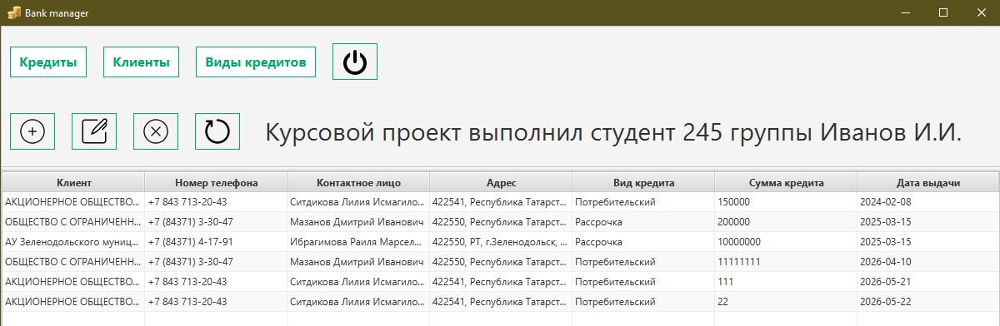 Bank manager
Кредиты Клиенты Виды кредитов
Курсовой проект выполнил студент 245 группы Иванов И.И.
Клиент Номер телефона Контактное лицо Адрес Вид кредита Сумма кредита Дата выдачи
АКЦИОНЕРНОЕ ОБЩЕСТВО... +7 843 713-20-43 Ситдикова Лилия Исмагило... 422541, Республика Татарст... Потребительский 150000 2024-02-08
ОБЩЕСТВО С ОГРАНИЧЕНН... +7 (84371) 3-30-47 Мазанов Дмитрий Иванович 422550, Республика Татарст... Рассрочка 200000 2025-03-15
АУ Зеленодольского муниц... +7 (84371) 4-17-91 Ибрагимова Раиля Марсел... 422550, РТ, г.Зеленодольск, ... Рассрочка 10000000 2025-03-15
ОБЩЕСТВО С ОГРАНИЧЕНН... +7 (84371) 3-30-47 Мазанов Дмитрий Иванович 422550, Республика Татарст... Потребительский 11111111 2026-04-10
АКЦИОНЕРНОЕ ОБЩЕСТВО... +7 843 713-20-43 Ситдикова Лилия Исмагило... 422541, Республика Татарст... Потребительский 111 2026-05-21
АКЦИОНЕРНОЕ ОБЩЕСТВО... +7 843 713-20-43 Ситдикова Лилия Исмагило... 422541, Республика Татарст... Потребительский 22 2026-05-22